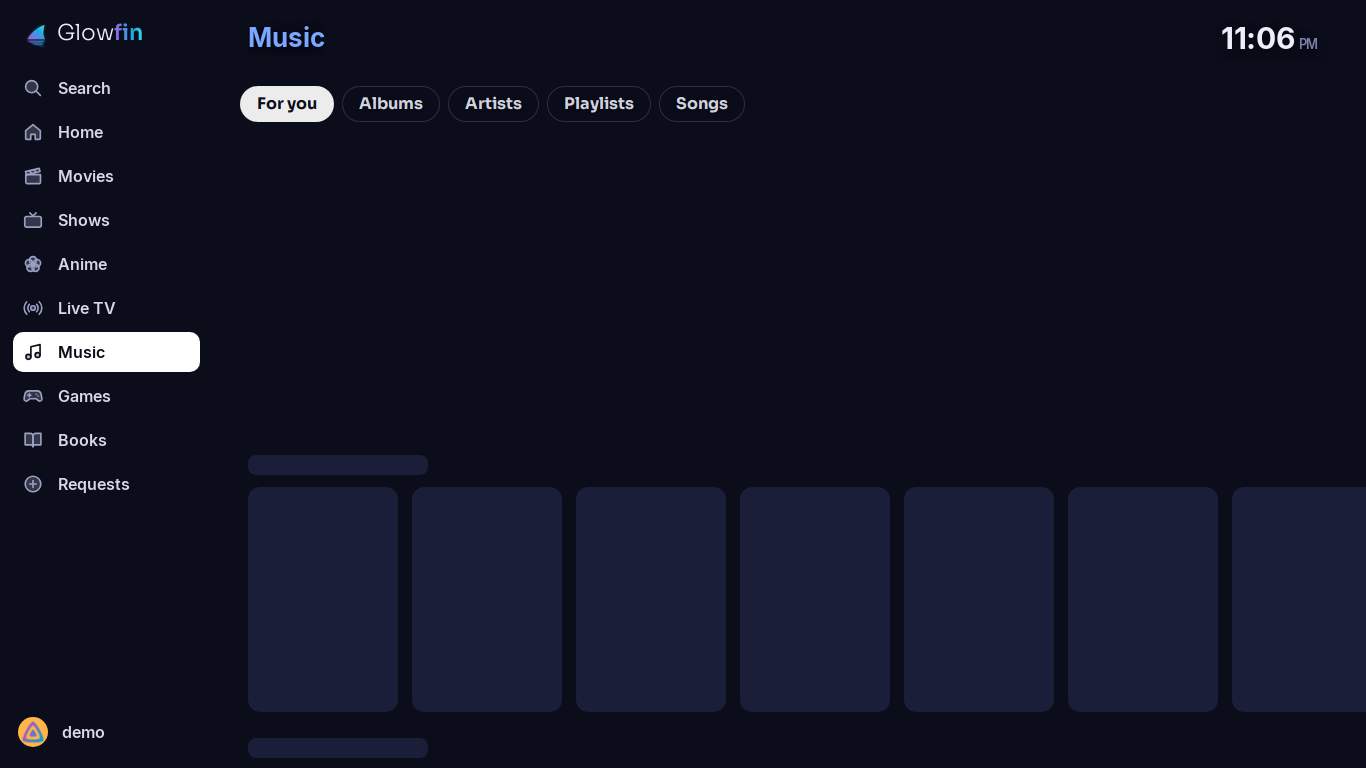 Glowfin
Music
11:06 PM
Search
Home
Movies
Shows
Anime
Live TV
Music
Games
Books
Requests
For you
Albums
Artists
Playlists
Songs
demo